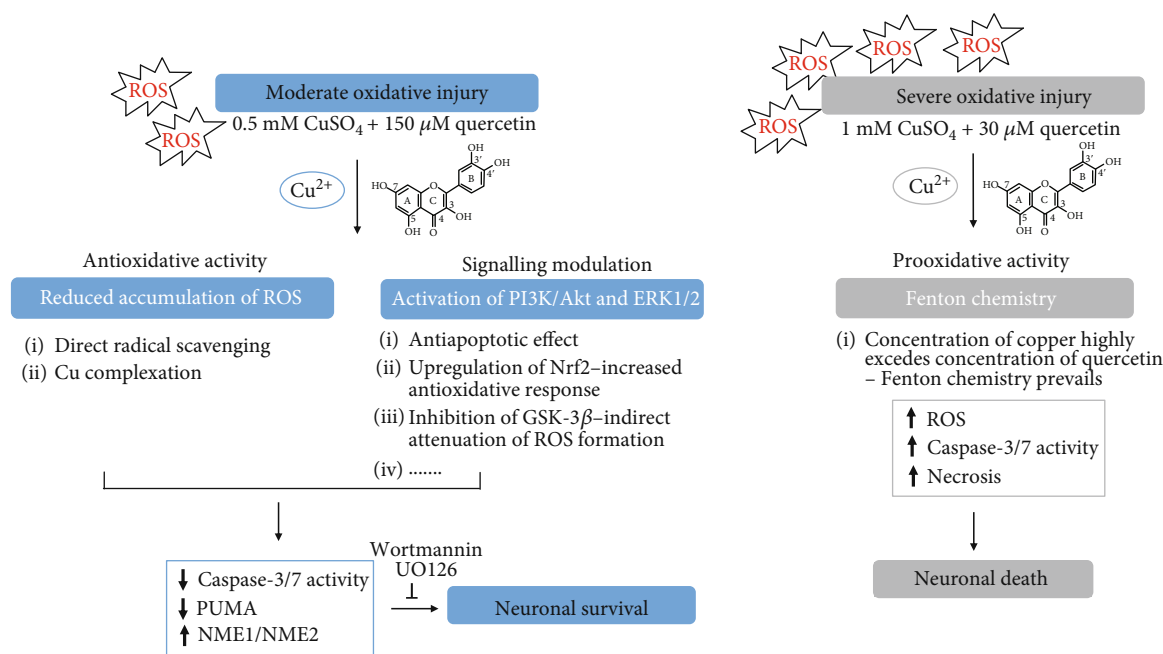 ROS
ROS
Moderate oxidative injury
0.5 mM CuSO₄ + 150 μM quercetin
Cu²⁺
OH
3′
OH
4′
B
HO
7
O
A
C
3
OH
5
4
OH
O
Antioxidative activity
Reduced accumulation of ROS
(i) Direct radical scavenging
(ii) Cu complexation
Signalling modulation
Activation of PI3K/Akt and ERK1/2
(i) Antiapoptotic effect
(ii) Upregulation of Nrf2–increased
antioxidative response
(iii) Inhibition of GSK-3β–indirect
attenuation of ROS formation
(iv) .......
Caspase-3/7 activity
PUMA
NME1/NME2
Wortmannin
UO126
Neuronal survival
ROS
ROS
ROS
ROS
Severe oxidative injury
1 mM CuSO₄ + 30 μM quercetin
Cu²⁺
OH
3′
OH
4′
B
HO
7
O
A
C
3
OH
5
4
OH
O
Prooxidative activity
Fenton chemistry
(i) Concentration of copper highly
excedes concentration of quercetin
– Fenton chemistry prevails
ROS
Caspase-3/7 activity
Necrosis
Neuronal death